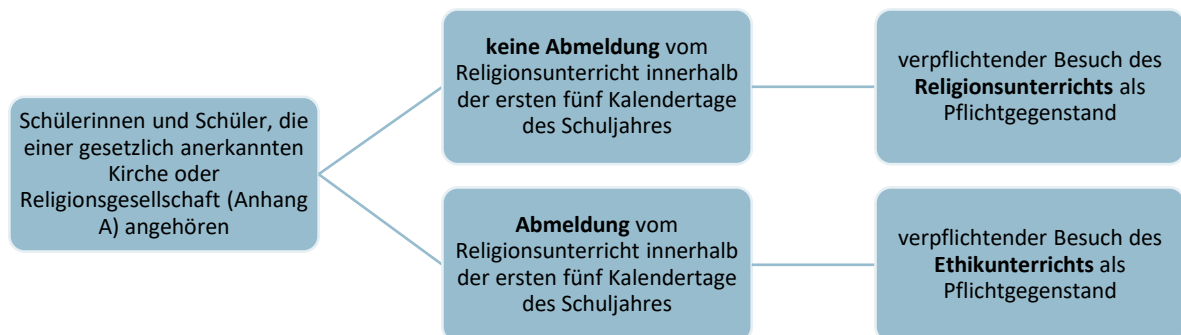 Schülerinnen und Schüler, die
einer gesetzlich anerkannten
Kirche oder
Religionsgesellschaft (Anhang
A) angehören
keine Abmeldung vom
Religionsunterricht innerhalb
der ersten fünf Kalendertage
des Schuljahres
verpflichtender Besuch des
Religionsunterrichts als
Pflichtgegenstand
Abmeldung vom
Religionsunterricht innerhalb
der ersten fünf Kalendertage
des Schuljahres
verpflichtender Besuch des
Ethikunterrichts als
Pflichtgegenstand